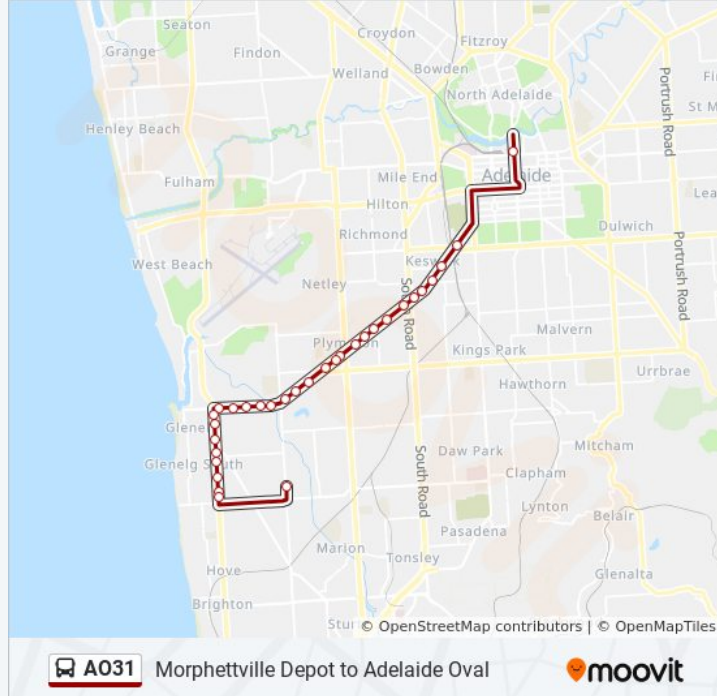 Seaton
Croydon
Fitzroy
Grange
Findon
Bowden
Portrush Road
Welland
North Adelaide
St M
Henley Beach
Adelaide
Fulham
Mile End
Lea
Hilton
Dulwich
Richmond
West Beach
Keswick
Portrush Road
Netley
South Road
Malvern
Plympton
Kings Park
Urrbrae
Hawthorn
Glenelg
Mitcham
Daw Park
Glenelg South
South Road
Clapham
Lynton
Belair
Pasadena
Marion
Tonsley
Hove
Glenalta
Brighton
Stur
© OpenStreetMap contributors | © OpenMapTiles
AO31 Morphettville Depot to Adelaide Oval
moovit